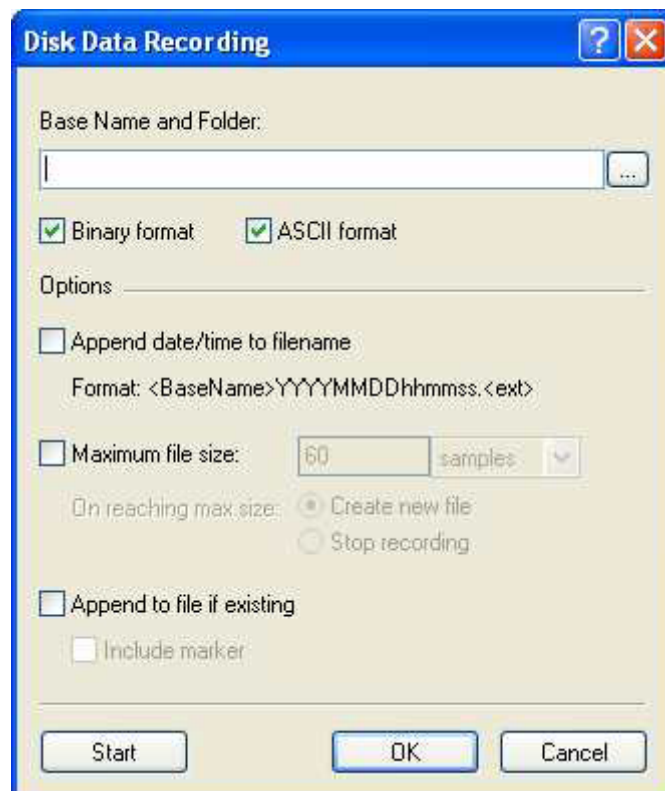 Disk Data Recording
Base Name and Folder:
...
Binary format ASCII format
Options
Append date/time to filename
Format: <BaseName>YYYYMMDDhhmmss.<ext>
Maximum file size: 60 samples
On reaching max size: Create new file
Stop recording
Append to file if existing
Include marker
Start OK Cancel